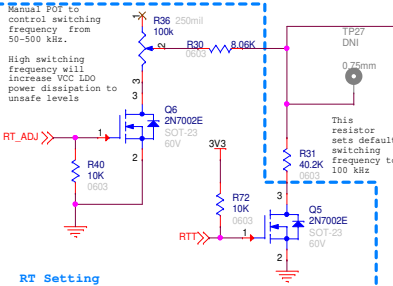 Manual POT to
control switching
frequency from
50-500 kHz.
High switching
frequency will
increase VCC LDO
power dissipation to
unsafe levels
1
R36
250mil
100k
2
3
R30
8.06K
0603
TP27
DNI
0.75mm
3
Q6
2N7002E
SOT-23
60V
RT_ADJ
1
2
R40
10K
0603
3V3
This
resistor
sets default
switching
frequency to
100 kHz
R31
40.2K
0603
R72
10K
0603
3
Q5
2N7002E
SOT-23
60V
RTT
1
2
RT Setting